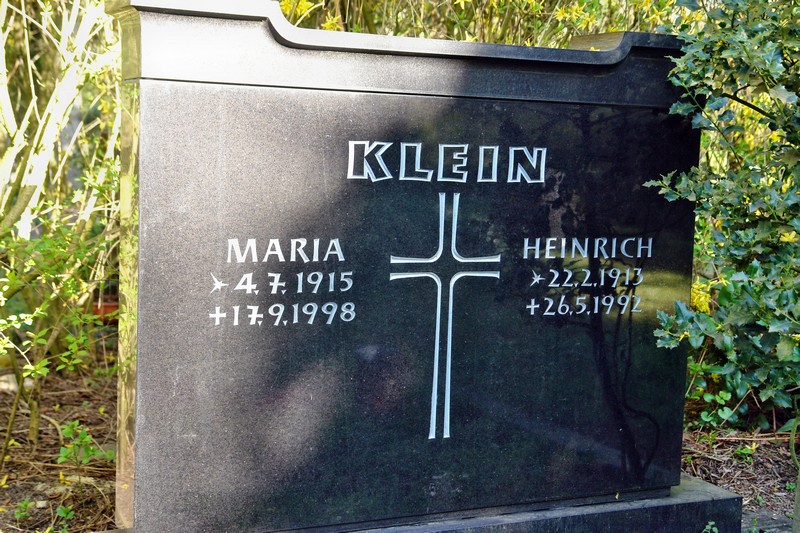 KLEIN
MARIA
* 4.7.1915
+ 17.9.1998
HEINRICH
* 22.2.1913
+ 26.5.1992